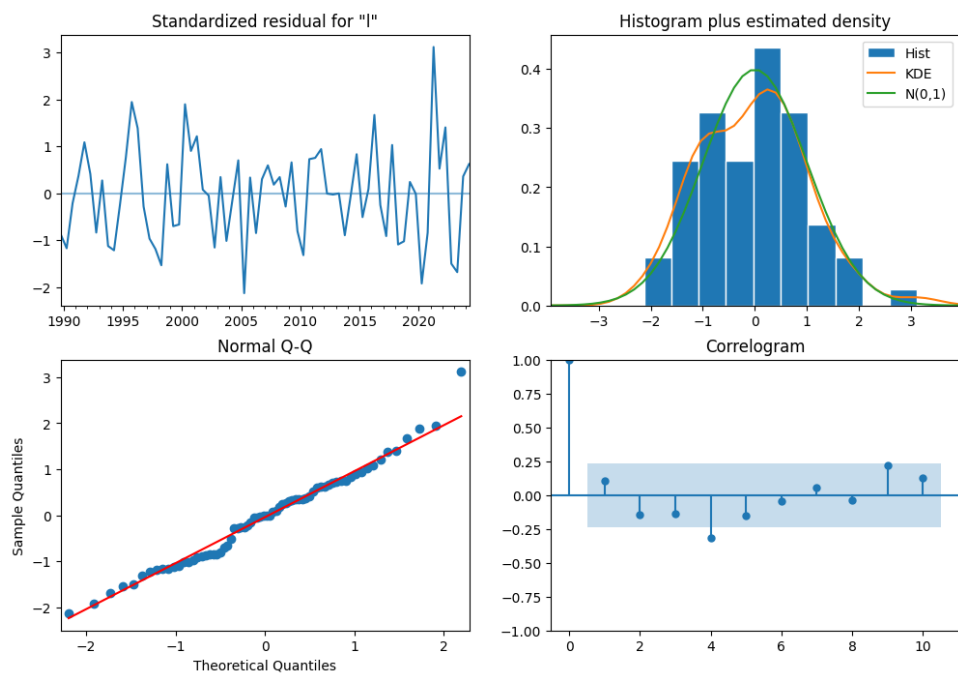 Standardized residual for "l"
3
2
1
0
−1
−2
1990 1995 2000 2005 2010 2015 2020
Histogram plus estimated density
Hist
KDE
N(0,1)
0.4
0.3
0.2
0.1
0.0
−3 −2 −1 0 1 2 3
Normal Q-Q
Sample Quantiles
3
2
1
0
−1
−2
−2 −1 0 1 2
Theoretical Quantiles
Correlogram
1.00
0.75
0.50
0.25
0.00
−0.25
−0.50
−0.75
−1.00
0 2 4 6 8 10